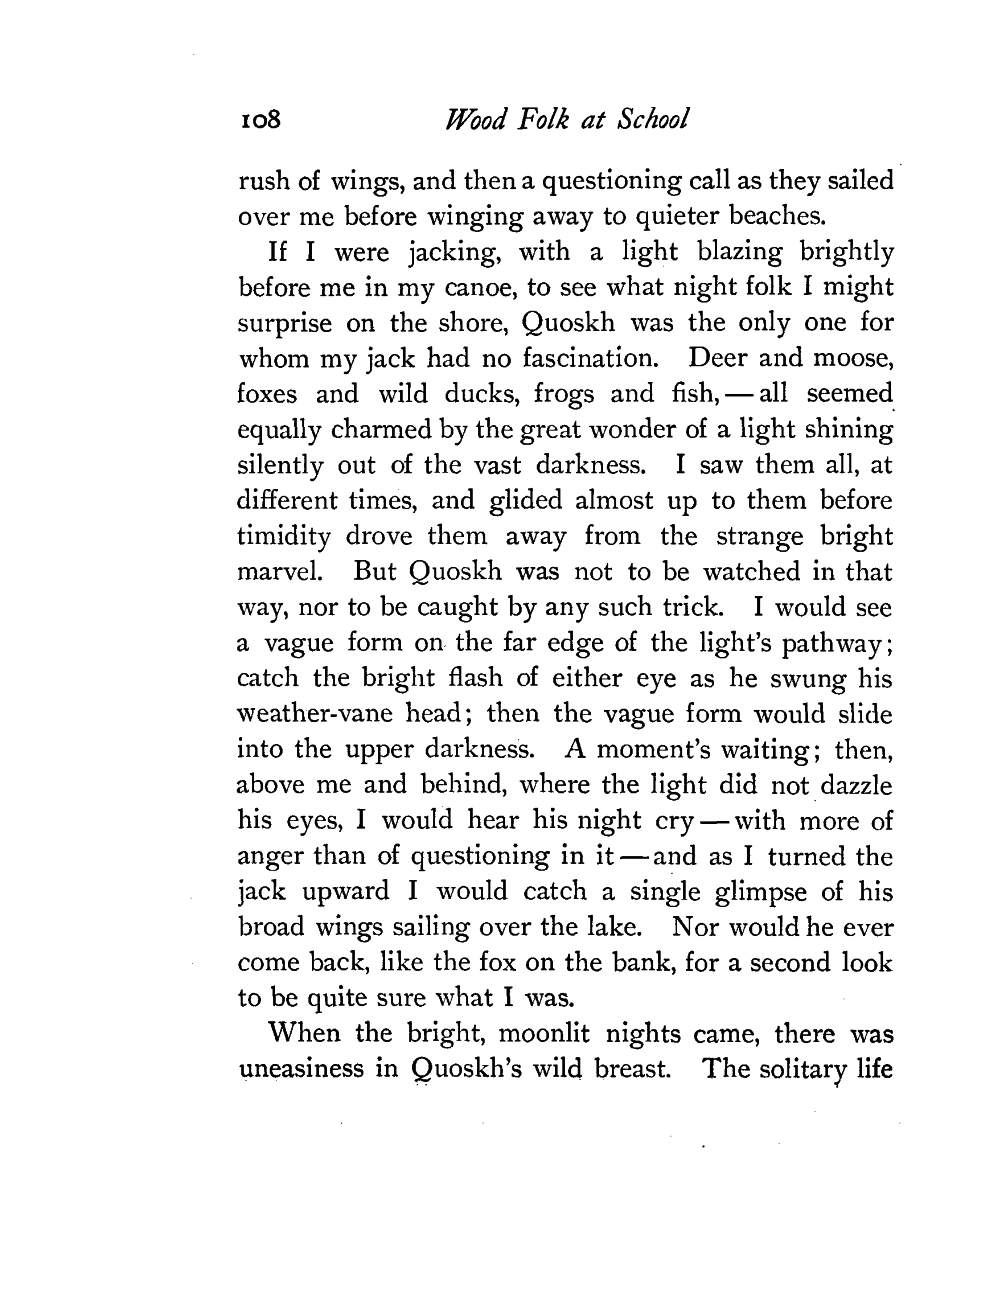 108 Wood Folk at School
rush of wings, and then a questioning call as they sailed
over me before winging away to quieter beaches.
If I were jacking, with a light blazing brightly
before me in my canoe, to see what night folk I might
surprise on the shore, Quoskh was the only one for
whom my jack had no fascination. Deer and moose,
foxes and wild ducks, frogs and fish, — all seemed
equally charmed by the great wonder of a light shining
silently out of the vast darkness. I saw them all, at
different times, and glided almost up to them before
timidity drove them away from the strange bright
marvel. But Quoskh was not to be watched in that
way, nor to be caught by any such trick. I would see
a vague form on the far edge of the light's pathway;
catch the bright flash of either eye as he swung his
weather-vane head; then the vague form would slide
into the upper darkness. A moment's waiting; then,
above me and behind, where the light did not dazzle
his eyes, I would hear his night cry — with more of
anger than of questioning in it — and as I turned the
jack upward I would catch a single glimpse of his
broad wings sailing over the lake. Nor would he ever
come back, like the fox on the bank, for a second look
to be quite sure what I was.
When the bright, moonlit nights came, there was
uneasiness in Quoskh's wild breast. The solitary life